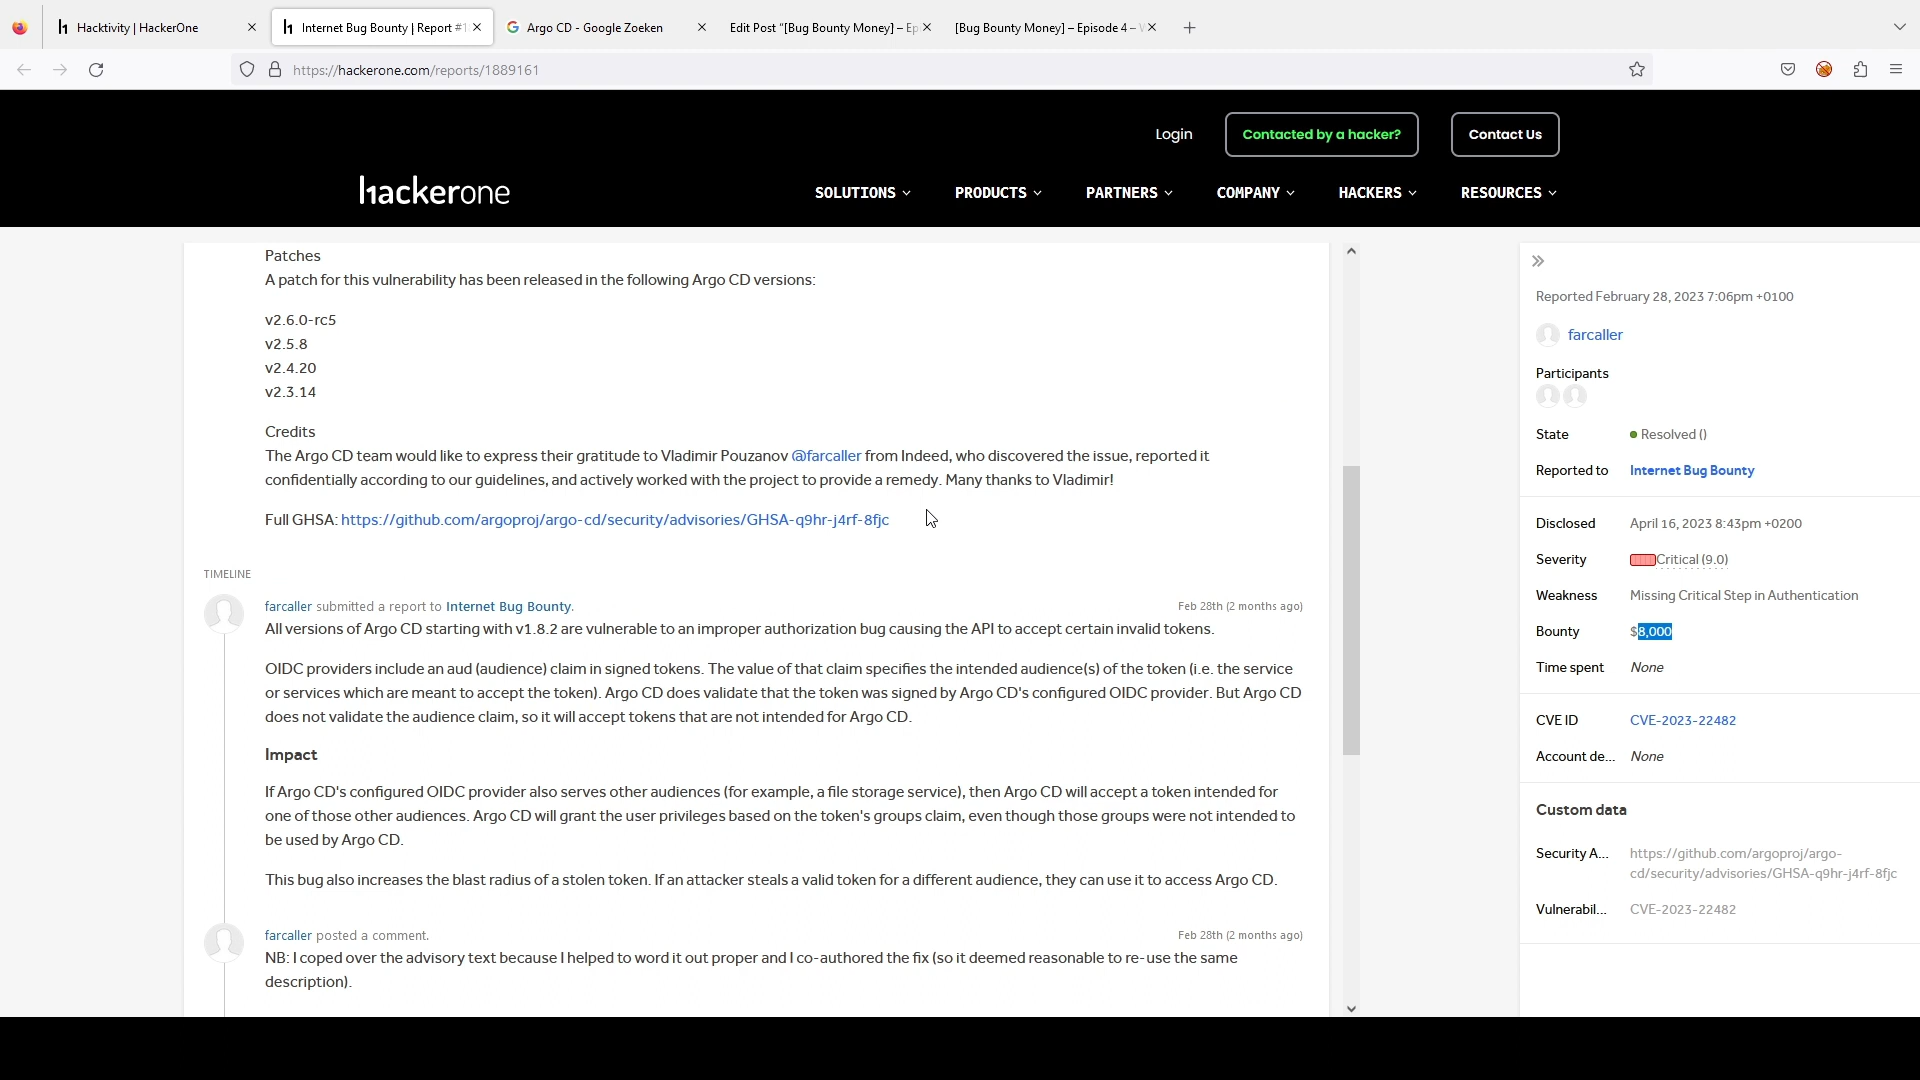 Hacktivity | HackerOne
Internet Bug Bounty | Report #1
Argo CD - Google Zoeken
Edit Post “[Bug Bounty Money] – Ep
[Bug Bounty Money] – Episode 4 –
https://hackerone.com/reports/1889161
Login
Contacted by a hacker?
Contact Us
hackerone
SOLUTIONS
PRODUCTS
PARTNERS
COMPANY
HACKERS
RESOURCES
Patches
A patch for this vulnerability has been released in the following Argo CD versions:
v2.6.0-rc5
v2.5.8
v2.4.20
v2.3.14
Credits
The Argo CD team would like to express their gratitude to Vladimir Pouzanov @farcaller from Indeed, who discovered the issue, reported it
confidentially according to our guidelines, and actively worked with the project to provide a remedy. Many thanks to Vladimir!
Full GHSA: https://github.com/argoproj/argo-cd/security/advisories/GHSA-q9hr-j4rf-8fjc
TIMELINE
farcaller submitted a report to Internet Bug Bounty.
Feb 28th (2 months ago)
All versions of Argo CD starting with v1.8.2 are vulnerable to an improper authorization bug causing the API to accept certain invalid tokens.
OIDC providers include an aud (audience) claim in signed tokens. The value of that claim specifies the intended audience(s) of the token (i.e. the service
or services which are meant to accept the token). Argo CD does validate that the token was signed by Argo CD's configured OIDC provider. But Argo CD
does not validate the audience claim, so it will accept tokens that are not intended for Argo CD.
Impact
If Argo CD's configured OIDC provider also serves other audiences (for example, a file storage service), then Argo CD will accept a token intended for
one of those other audiences. Argo CD will grant the user privileges based on the token's groups claim, even though those groups were not intended to
be used by Argo CD.
This bug also increases the blast radius of a stolen token. If an attacker steals a valid token for a different audience, they can use it to access Argo CD.
farcaller posted a comment.
Feb 28th (2 months ago)
NB: I coped over the advisory text because I helped to word it out proper and I co-authored the fix (so it deemed reasonable to re-use the same
description).
Reported February 28, 2023 7:06pm +0100
farcaller
Participants
State
Resolved ()
Reported to
Internet Bug Bounty
Disclosed
April 16, 2023 8:43pm +0200
Severity
Critical (9.0)
Weakness
Missing Critical Step in Authentication
Bounty
$8,000
Time spent
None
CVE ID
CVE-2023-22482
Account de...
None
Custom data
Security A...
https://github.com/argoproj/argo-
cd/security/advisories/GHSA-q9hr-j4rf-8fjc
Vulnerabil...
CVE-2023-22482